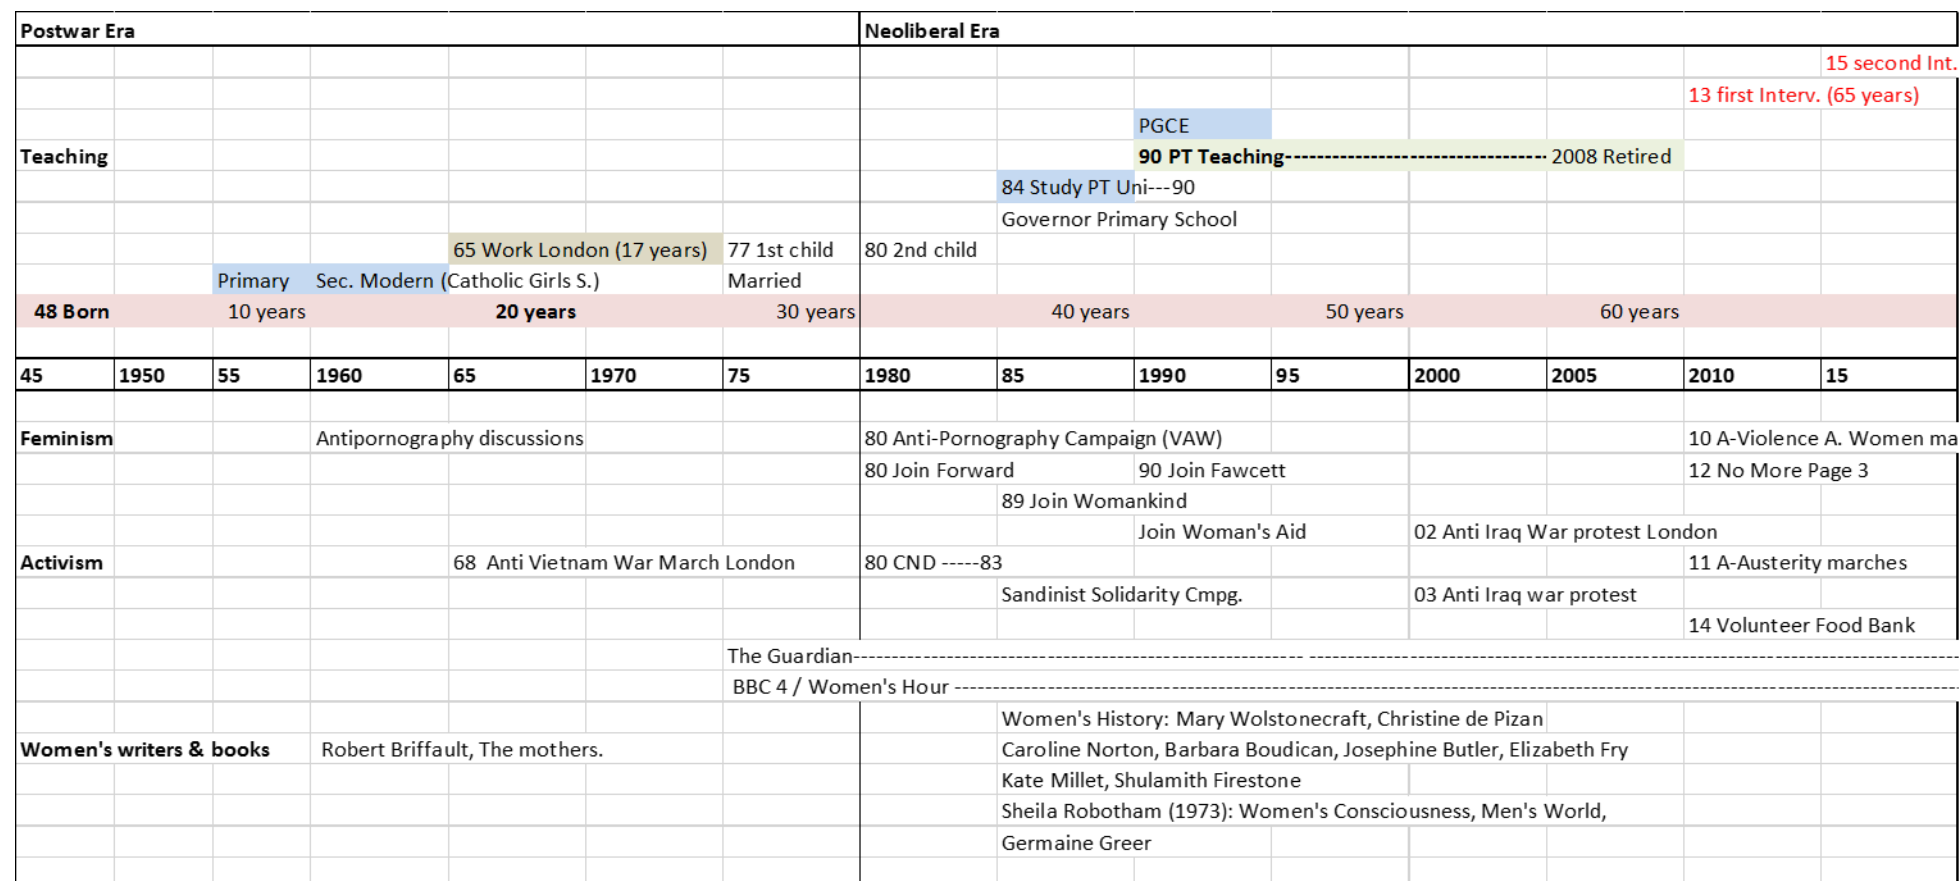 Postwar Era Neoliberal Era
15 second Int.
13 first Interv. (65 years)
PGCE
Teaching 90 PT Teaching---------------------------------- 2008 Retired
84 Study PT Uni---90
Governor Primary School
65 Work London (17 years) 77 1st child 80 2nd child
Primary Sec. Modern (Catholic Girls S.) Married
48 Born 10 years 20 years 30 years 40 years 50 years 60 years
45 1950 55 1960 65 1970 75 1980 85 1990 95 2000 2005 2010 15
Feminism Antipornography discussions 80 Anti-Pornography Campaign (VAW) 10 A-Violence A. Women ma
80 Join Forward 90 Join Fawcett 12 No More Page 3
89 Join Womankind
Join Woman's Aid 02 Anti Iraq War protest London
Activism 68 Anti Vietnam War March London 80 CND -----83 11 A-Austerity marches
Sandinist Solidarity Cmpg. 03 Anti Iraq war protest
14 Volunteer Food Bank
The Guardian---------------------------------------------------------- ------------------------------------------------------------------------------------
BBC 4 / Women's Hour ----------------------------------------------------------------------------------------------------------------------------------
Women's History: Mary Wolstonecraft, Christine de Pizan
Women's writers & books Robert Briffault, The mothers. Caroline Norton, Barbara Boudican, Josephine Butler, Elizabeth Fry
Kate Millet, Shulamith Firestone
Sheila Robotham (1973): Women's Consciousness, Men's World,
Germaine Greer